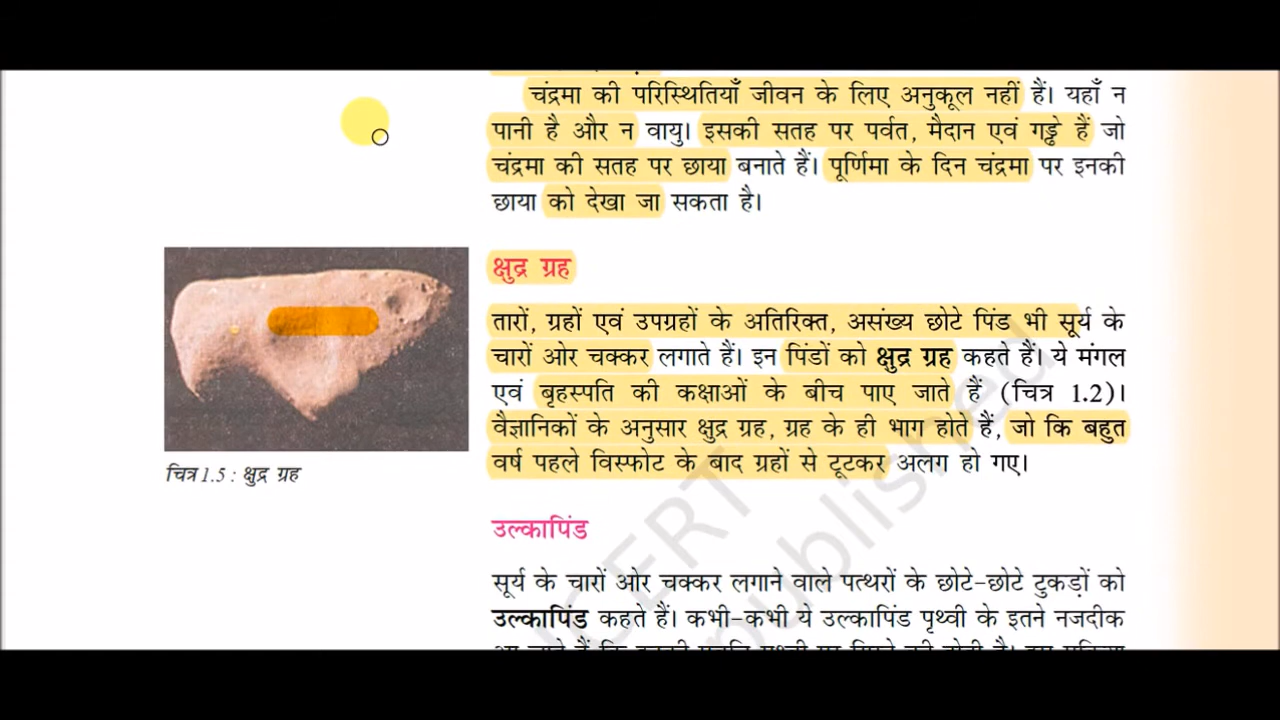 चंद्रमा की परिस्थितियाँ जीवन के लिए अनुकूल नहीं हैं। यहाँ न
पानी है और न वायु। इसकी सतह पर पर्वत, मैदान एवं गड्ढे हैं जो
चंद्रमा की सतह पर छाया बनाते हैं। पूर्णिमा के दिन चंद्रमा पर इनकी
छाया को देखा जा सकता है।
क्षुद्र ग्रह
तारों, ग्रहों एवं उपग्रहों के अतिरिक्त, असंख्य छोटे पिंड भी सूर्य के
चारों ओर चक्कर लगाते हैं। इन पिंडों को क्षुद्र ग्रह कहते हैं। ये मंगल
एवं बृहस्पति की कक्षाओं के बीच पाए जाते हैं (चित्र 1.2)।
वैज्ञानिकों के अनुसार क्षुद्र ग्रह, ग्रह के ही भाग होते हैं, जो कि बहुत
वर्ष पहले विस्फोट के बाद ग्रहों से टूटकर अलग हो गए।
चित्र 1.5 : क्षुद्र ग्रह
उल्कापिंड
सूर्य के चारों ओर चक्कर लगाने वाले पत्थरों के छोटे-छोटे टुकड़ों को
उल्कापिंड कहते हैं। कभी-कभी ये उल्कापिंड पृथ्वी के इतने नजदीक
published